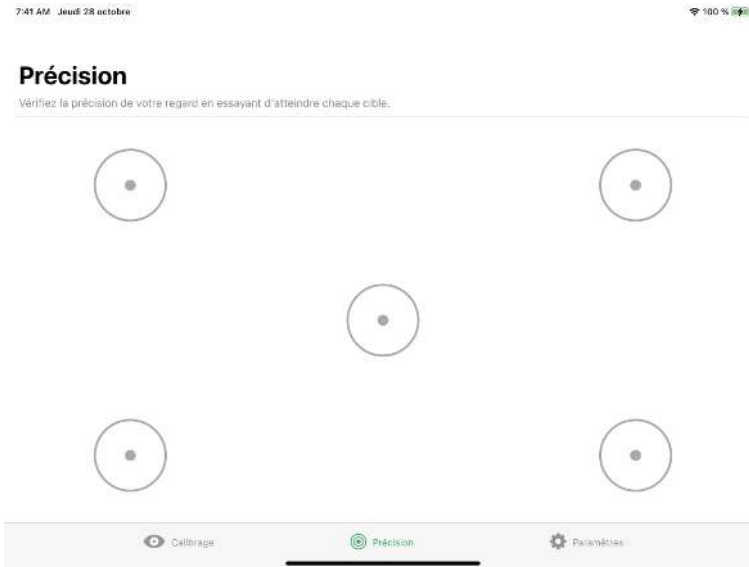 7:41 AM Jeudi 28 octobre
100 %
Précision
Vérifiez la précision de votre regard en essayant d'atteindre chaque cible.
Calibrage
Précision
Paramètres